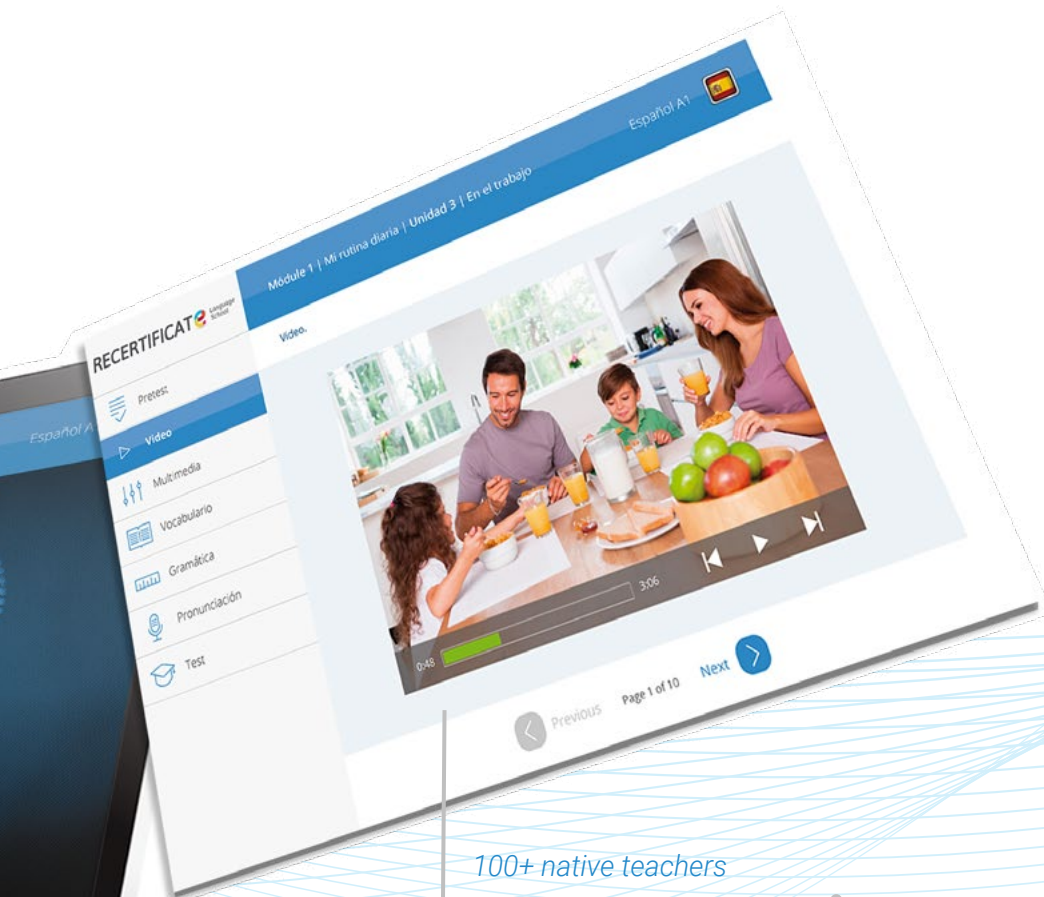 Español A1
Módule 1 | Mi rutina diaria | Unidad 3 | En el trabajo
RECERTIFICATe Language School
Video.
Pretest
Video
Multimedia
Vocabulario
Gramática
Pronunciación
Test
Español A
0:48
3:06
Previous
Page 1 of 10
Next
100+ native teachers